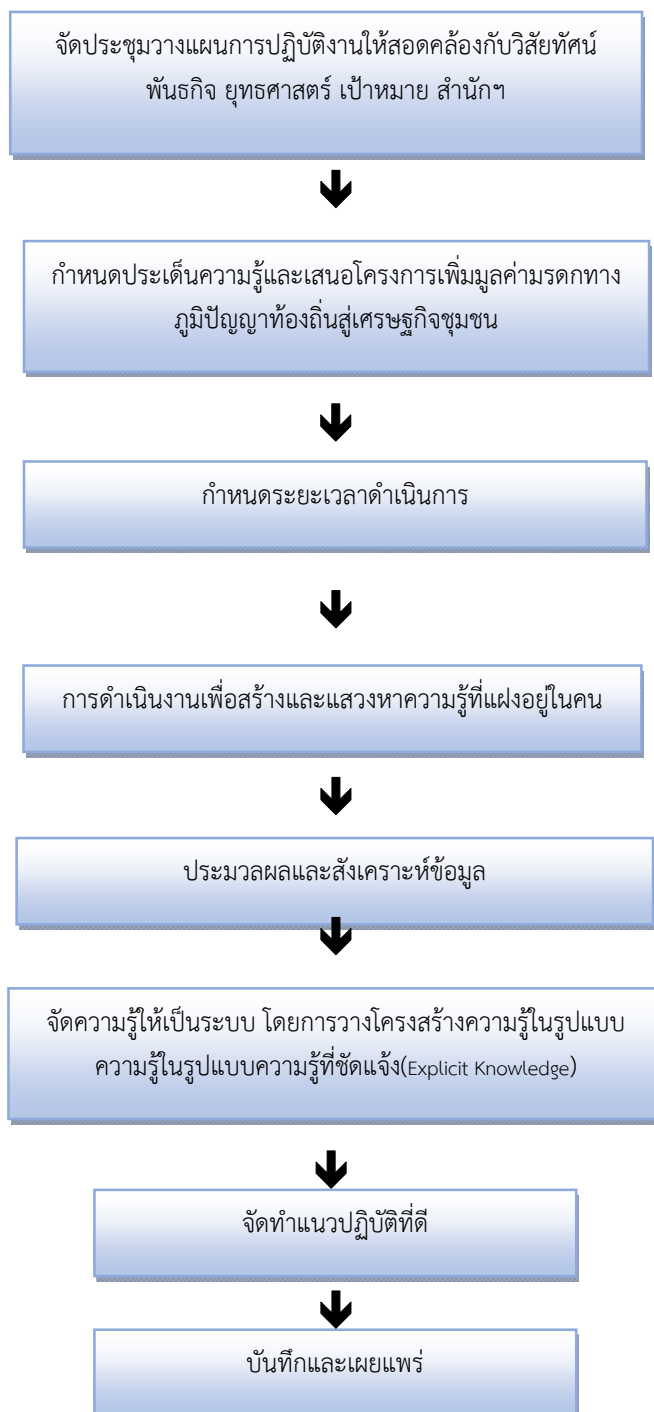 จัดประชุมวางแผนการปฏิบัติงานให้สอดคล้องกับวิสัยทัศน์
พันธกิจ ยุทธศาสตร์ เป้าหมาย สำนักฯ
กำหนดประเด็นความรู้และเสนอโครงการเพิ่มมูลค่ามรดกทาง
ภูมิปัญญาท้องถิ่นสู่เศรษฐกิจชุมชน
กำหนดระยะเวลาดำเนินการ
การดำเนินงานเพื่อสร้างและแสวงหาความรู้ที่แฝงอยู่ในคน
ประมวลผลและสังเคราะห์ข้อมูล
จัดความรู้ให้เป็นระบบ โดยการวางโครงสร้างความรู้ในรูปแบบ
ความรู้ในรูปแบบความรู้ที่ชัดแจ้ง(Explicit Knowledge)
จัดทำแนวปฏิบัติที่ดี
บันทึกและเผยแพร่